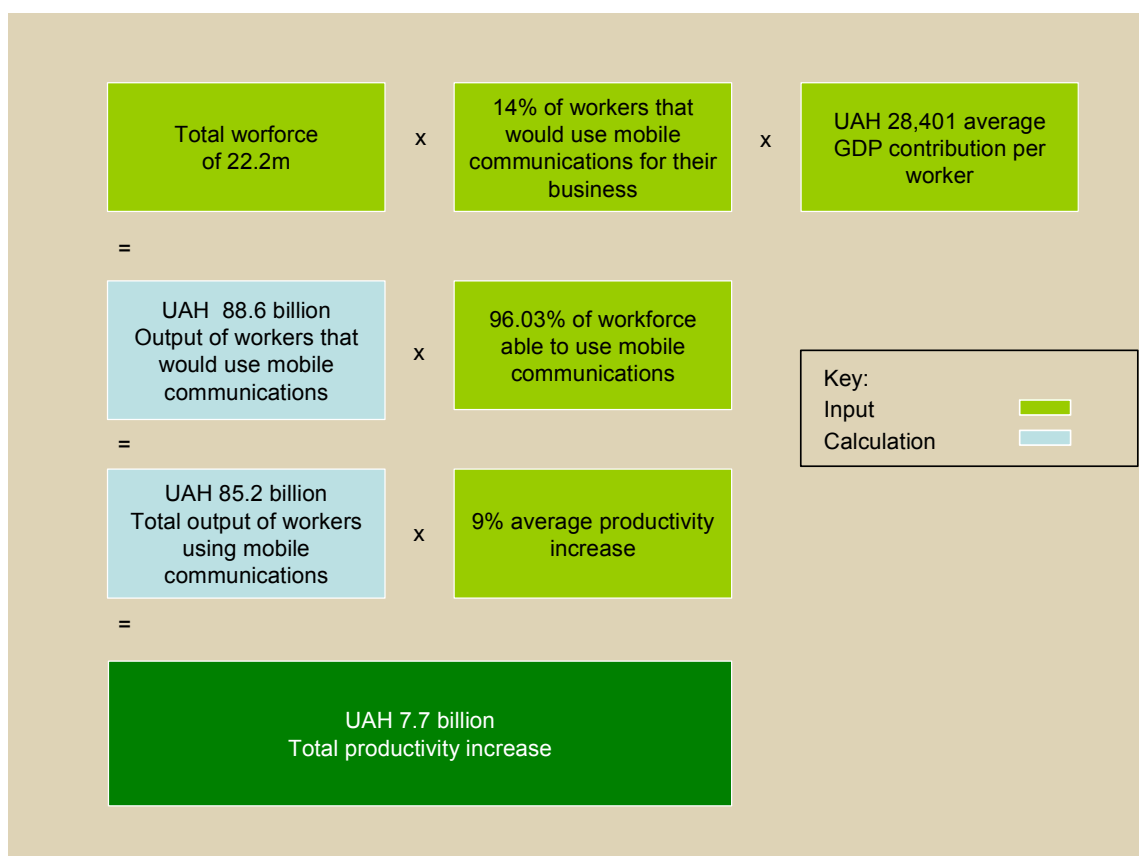 Total worforce
of 22.2m
x
14% of workers that
would use mobile
communications for their
business
x
UAH 28,401 average
GDP contribution per
worker
=
UAH  88.6 billion
Output of workers that
would use mobile
communications
x
96.03% of workforce
able to use mobile
communications
Key:
Input
Calculation
=
UAH 85.2 billion
Total output of workers
using mobile
communications
x
9% average productivity
increase
=
UAH 7.7 billion
Total productivity increase